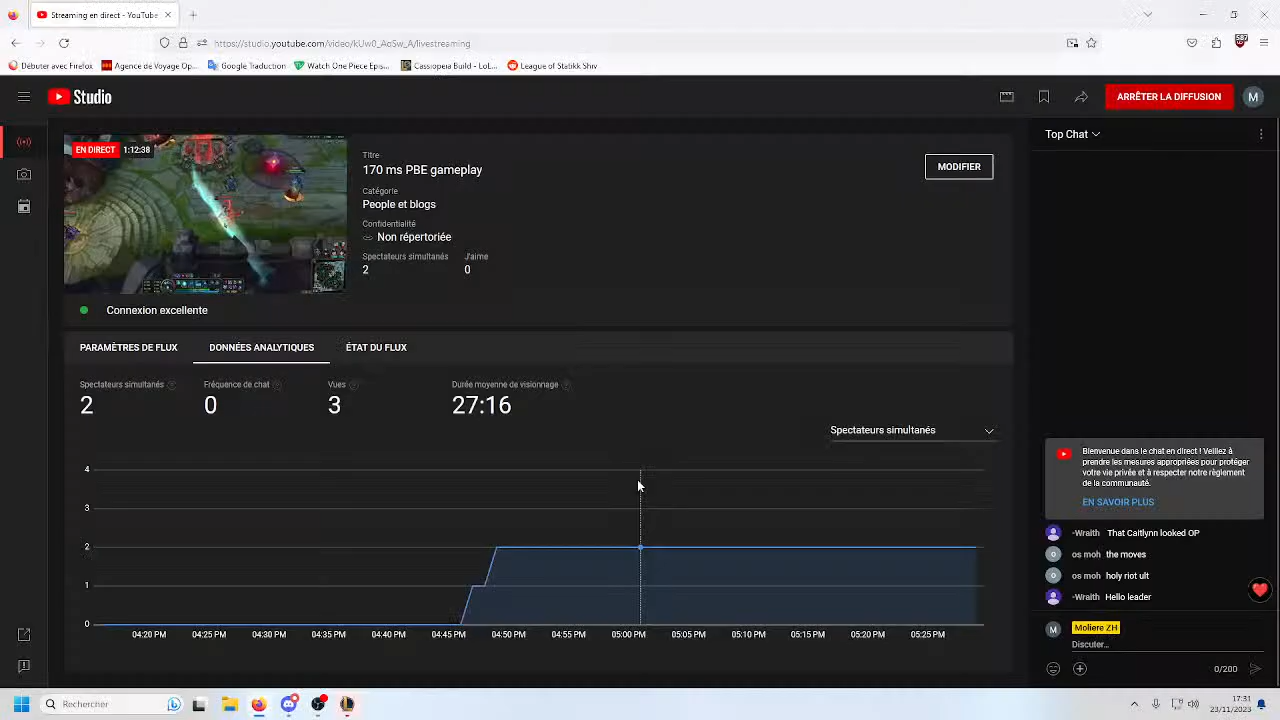 Streaming en direct - YouTube
https://studio.youtube.com/video/kUw0_AoSw_A/livestreaming
587
Débuter avec Firefox
Agence de Voyage Op...
Google Traduction
Watch One Piece Epis...
Cassiopeia Build - LoL...
League of Statikk Shiv
Studio
ARRÊTER LA DIFFUSION
M
EN DIRECT 1:12:38
Titre
170 ms PBE gameplay
MODIFIER
Catégorie
People et blogs
Confidentialité
Non répertoriée
Spectateurs simultanés J'aime
2 0
Connexion excellente
PARAMÈTRES DE FLUX DONNÉES ANALYTIQUES ÉTAT DU FLUX
Spectateurs simultanés Fréquence de chat Vues Durée moyenne de visionnage
2 0 3 27:16
Spectateurs simultanés
4
3
2
1
0
04:20 PM 04:25 PM 04:30 PM 04:35 PM 04:45 PM 04:50 PM 04:55 PM 05:00 PM 05:05 PM 05:10 PM 05:15 PM 05:20 PM 05:25 PM
Top Chat
Bienvenue dans le chat en direct ! Veillez à
prendre les mesures appropriées pour protéger
votre vie privée et à respecter notre règlement
de la communauté.
EN SAVOIR PLUS
-Wraith That Caitlynn looked OP
os moh the moves
os moh holy riot ult
-Wraith Hello leader
M Moliere ZH
Discuter...
0/200
Rechercher
17:31
23/11/2023